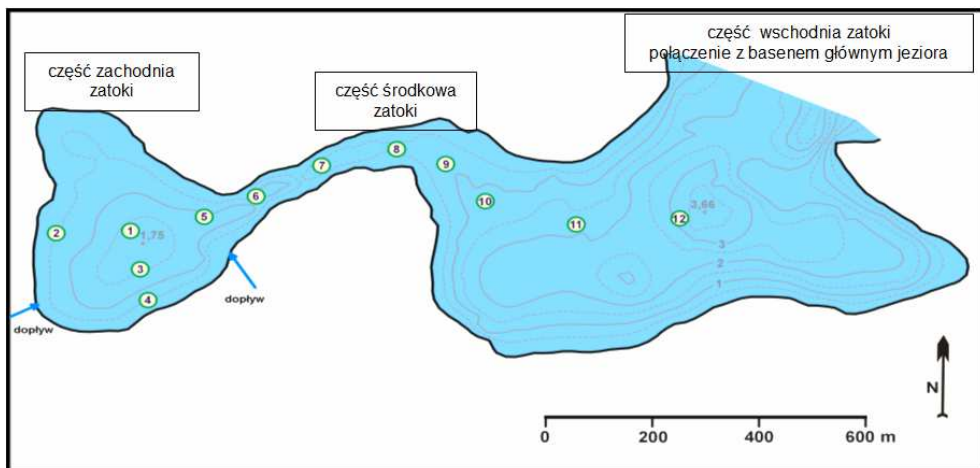 część zachodnia
zatoki
część środkowa
zatoki
część wschodnia zatoki
połączenie z basenem głównym jeziora
8
9
7
6
10
5
1
2
1,75
3
4
11
12
3,66
3
2
1
dopływ
dopływ
N
0 200 400 600 m